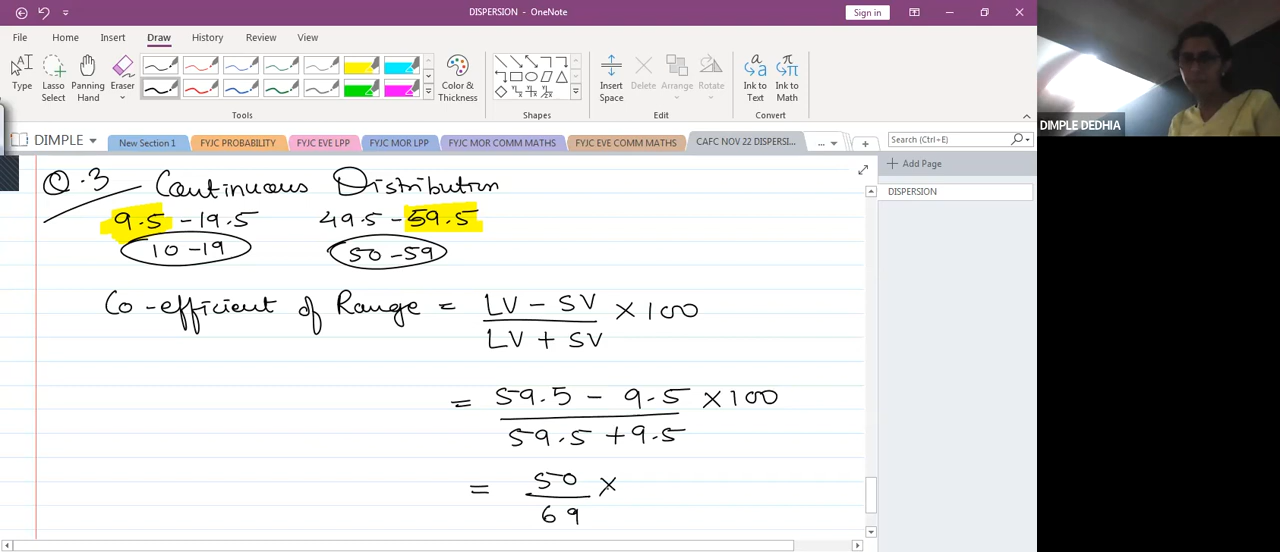 DISPERSION - OneNote
Sign in
File Home Insert Draw History Review View
Type
Lasso Select
Panning Hand
Eraser
Color & Thickness
Insert Space
Delete
Arrange
Rotate
Ink to Text
Ink to Math
Tools Shapes Edit Convert
DIMPLE
New Section 1
FYJC PROBABILITY
FYJC EVE LPP
FYJC MOR LPP
FYJC MOR COMM MATHS
FYJC EVE COMM MATHS
CAFC NOV 22 DISPERSI...
Search (Ctrl+E)
Add Page
DISPERSION
DIMPLE DEDHIA
Q.3 Continuous Distribution
9.5 - 19.5 49.5 - 59.5
10 - 19 50 - 59
Co-efficient of Range = LV - SV / LV + SV × 100
= 59.5 - 9.5 / 59.5 + 9.5 × 100
= 50 / 69 ×